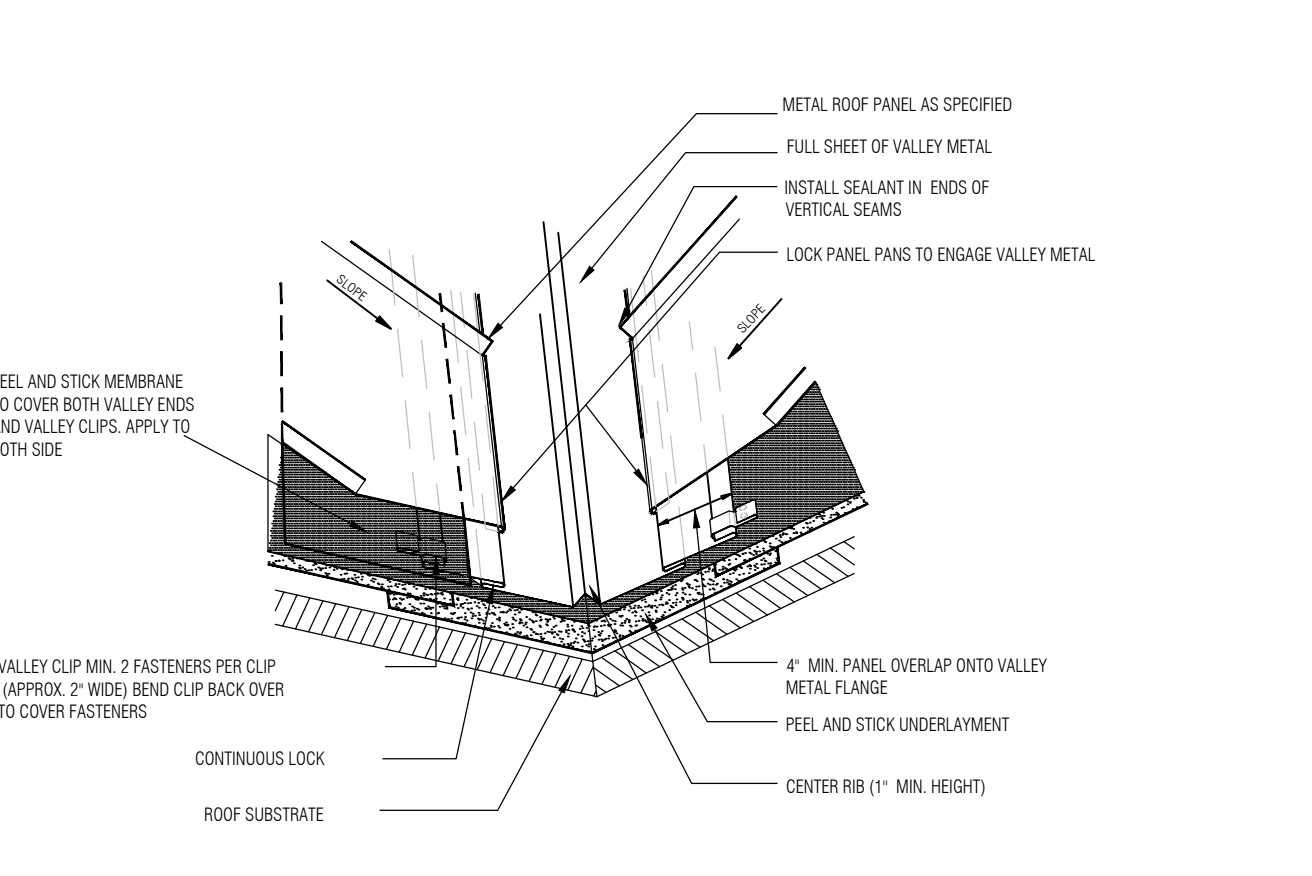 METAL ROOF PANEL AS SPECIFIED
FULL SHEET OF VALLEY METAL
INSTALL SEALANT IN ENDS OF
VERTICAL SEAMS
LOCK PANEL PANS TO ENGAGE VALLEY METAL
SLOPE
SLOPE
EEL AND STICK MEMBRANE
O COVER BOTH VALLEY ENDS
AND VALLEY CLIPS. APPLY TO
OTH SIDE
VALLEY CLIP MIN. 2 FASTENERS PER CLIP
(APPROX. 2" WIDE) BEND CLIP BACK OVER
TO COVER FASTENERS
CONTINUOUS LOCK
ROOF SUBSTRATE
4" MIN. PANEL OVERLAP ONTO VALLEY
METAL FLANGE
PEEL AND STICK UNDERLAYMENT
CENTER RIB (1" MIN. HEIGHT)